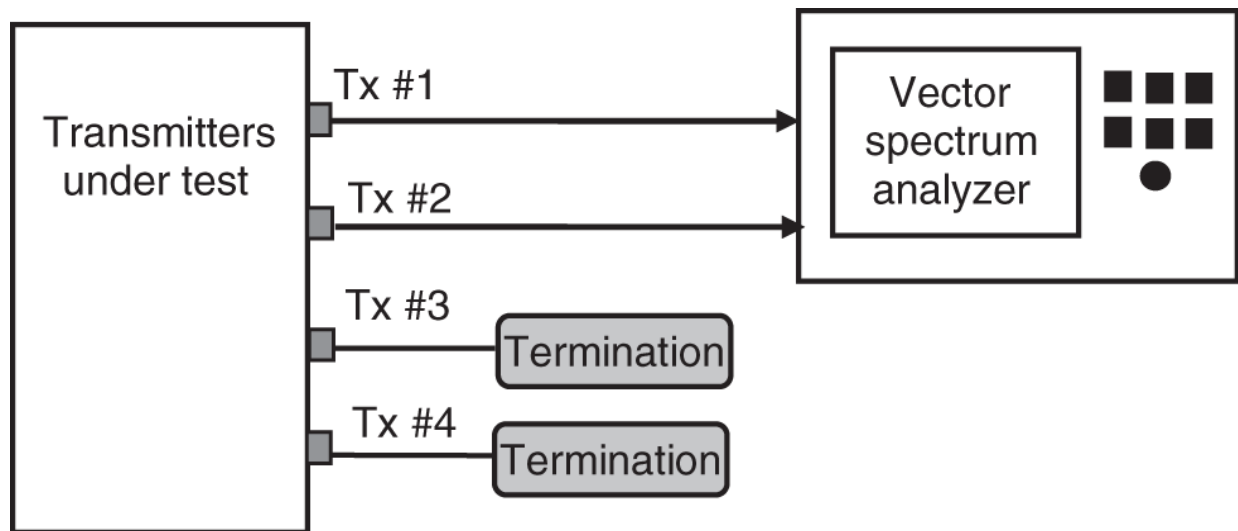 Transmitters
under test
Tx #1
Tx #2
Tx #3
Termination
Tx #4
Termination
Vector
spectrum
analyzer